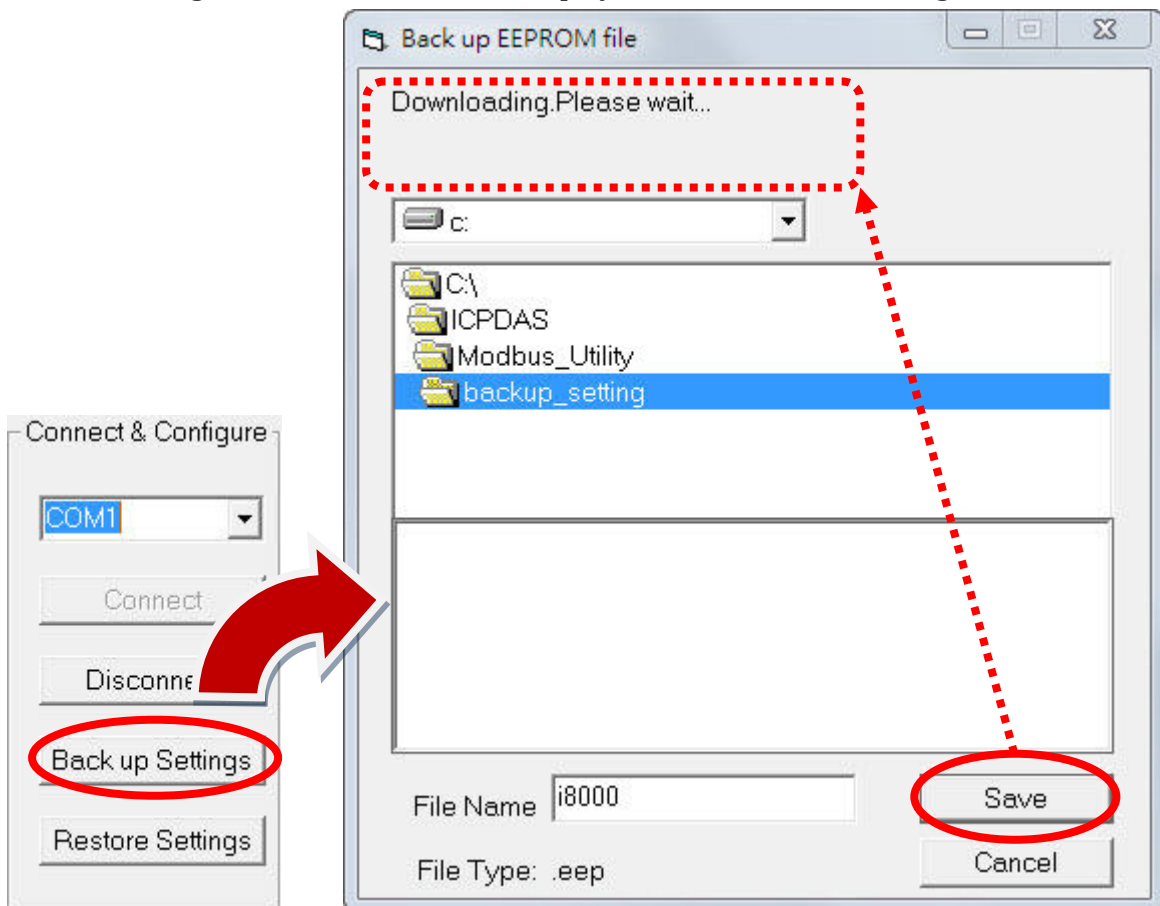 Back up EEPROM file
Downloading.Please wait...
c:
C:\
ICPDAS
Modbus_Utility
backup_setting
Connect & Configure
COM1
Connect
Disconne
Back up Settings
Restore Settings
File Name i8000
Save
File Type: .eep
Cancel